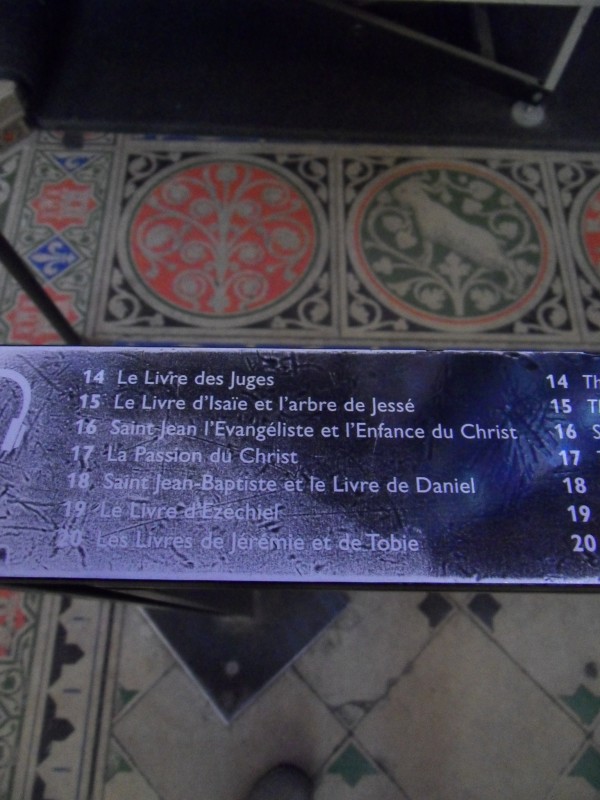 14 Le Livre des Juges
15 Le Livre d'Isaïe et l'arbre de Jessé
16 Saint Jean l'Evangéliste et l'Enfance du Christ
17 La Passion du Christ
18 Saint Jean-Baptiste et le Livre de Daniel
19 Le Livre d'Ezéchiel
20 Les Livres de Jérémie et de Tobie
14 Th
15 Th
16 S
17
18
19
20